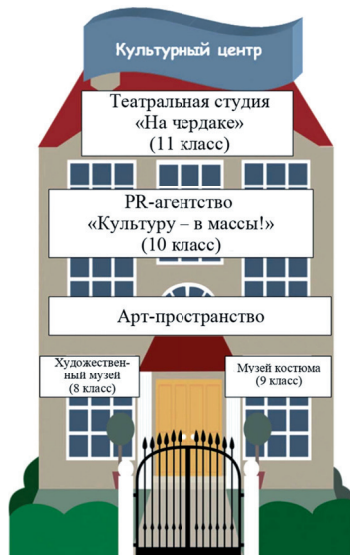 Культурный центр
Театральная студия
«На чердаке»
(11 класс)
PR-агентство
«Культуру – в массы!»
(10 класс)
Арт-пространство
Художествен-
ный музей
(8 класс)
Музей костюма
(9 класс)